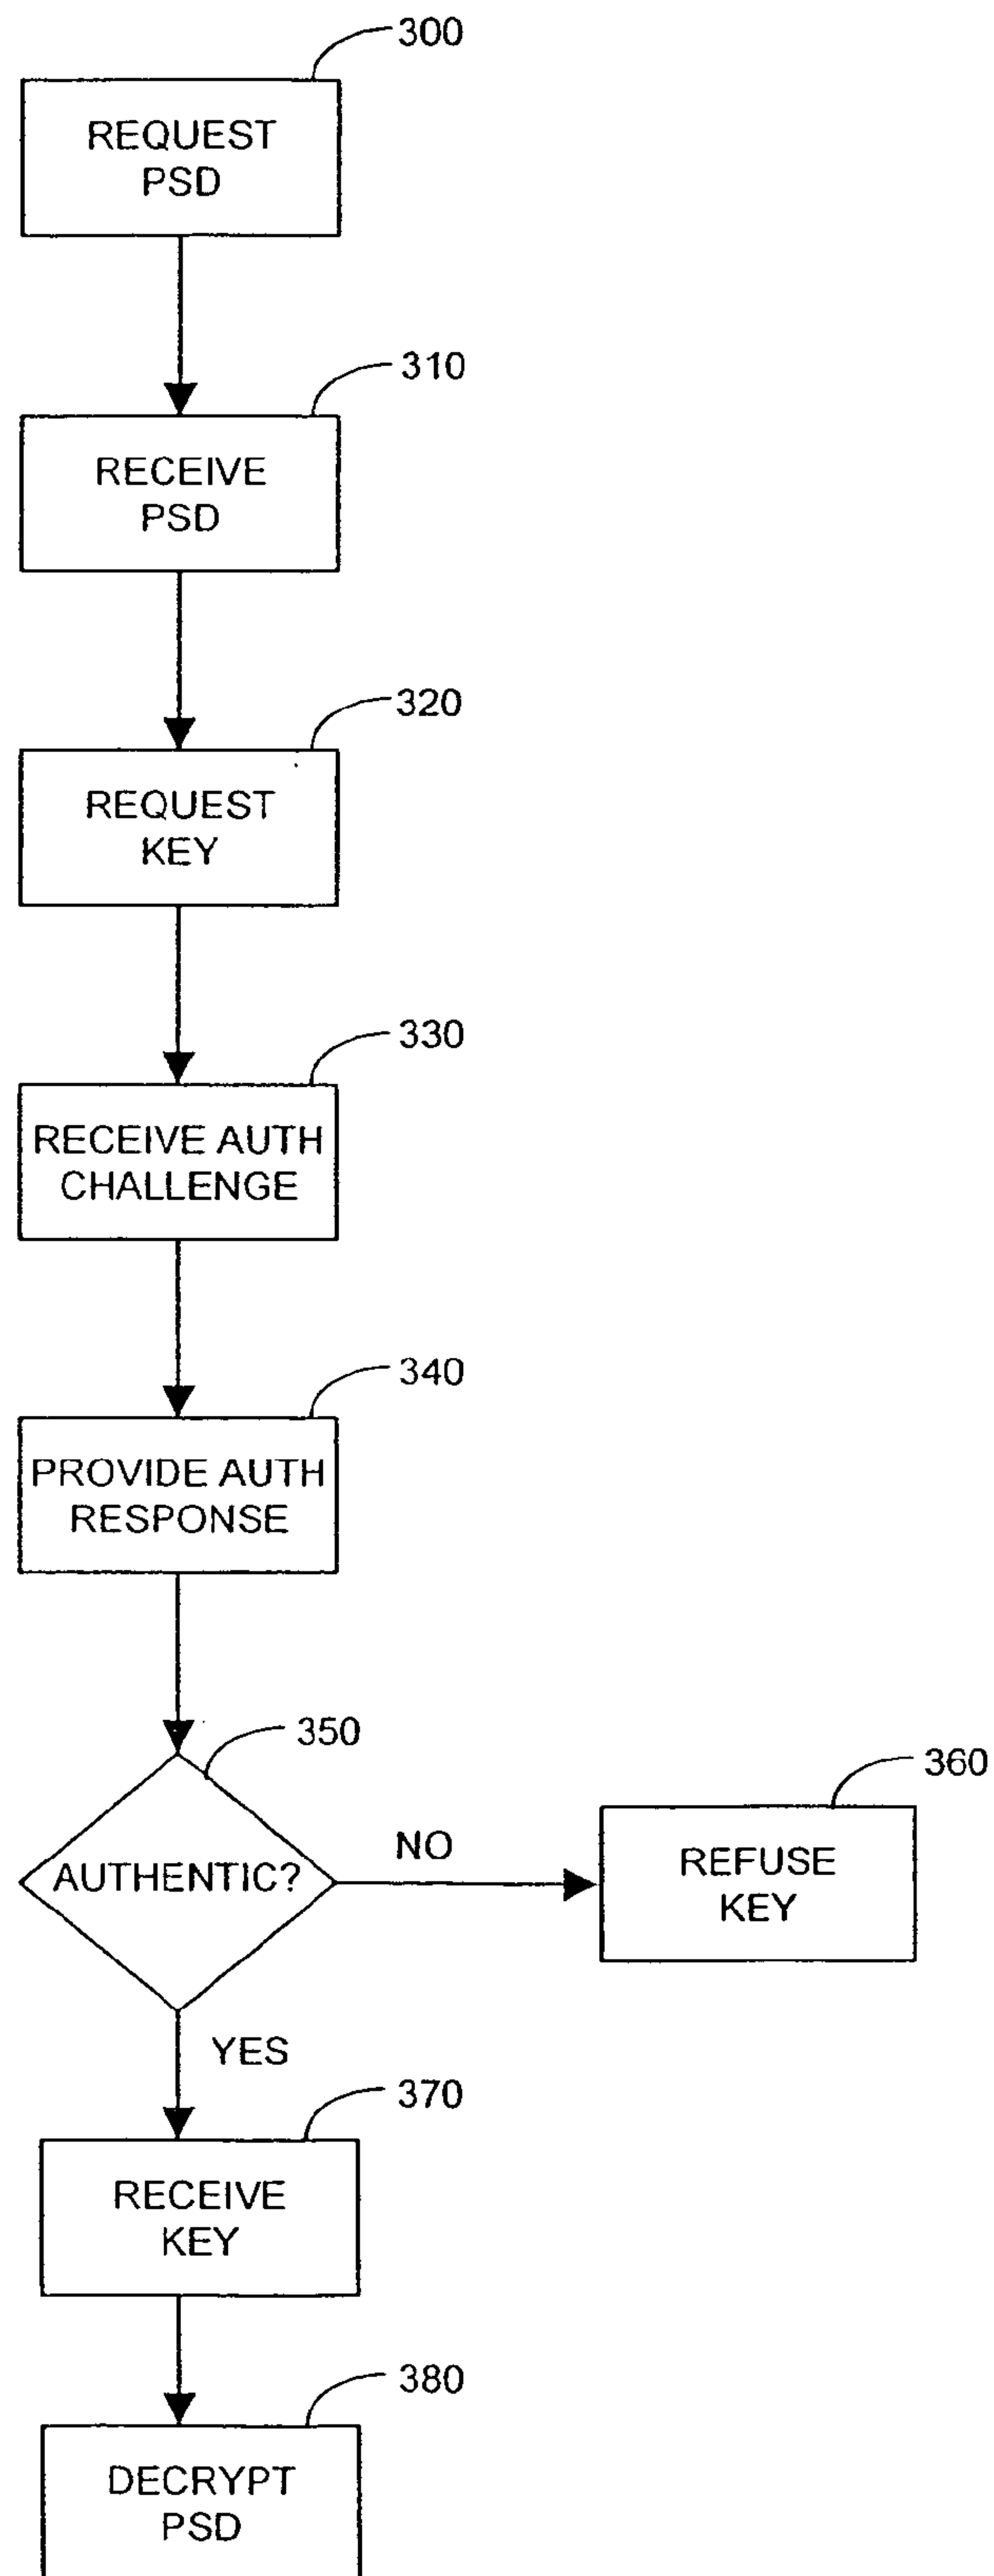 300
REQUEST
PSD
310
RECEIVE
PSD
320
REQUEST
KEY
330
RECEIVE AUTH
CHALLENGE
340
PROVIDE AUTH
RESPONSE
350
AUTHENTIC?
NO
360
REFUSE
KEY
YES
370
RECEIVE
KEY
380
DECRYPT
PSD